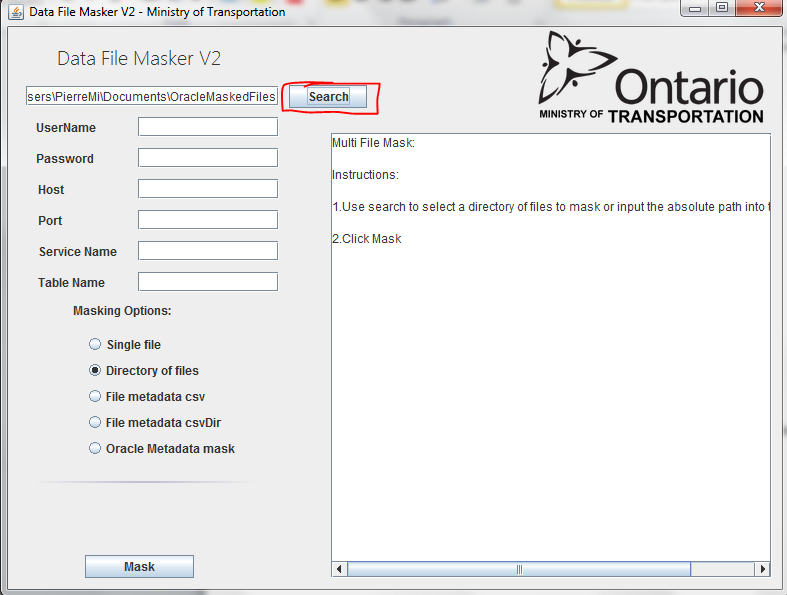 Data File Masker V2 - Ministry of Transportation
Data File Masker V2
sers\PierreMi\Documents\OracleMaskedFiles
Search
Ontario
MINISTRY OF TRANSPORTATION
UserName
Password
Host
Port
Service Name
Table Name
Masking Options:
Single file
Directory of files
File metadata csv
File metadata csvDir
Oracle Metadata mask
Mask
Multi File Mask:
Instructions:
1.Use search to select a directory of files to mask or input the absolute path into t
2.Click Mask